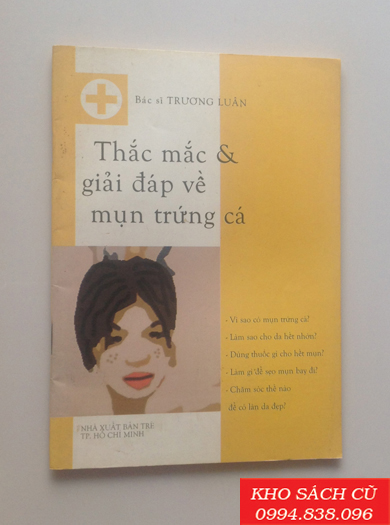 Bác sĩ TRƯƠNG LUÂN
Thắc mắc &
giải đáp về
mụn trứng cá
- Vì sao có mụn trứng cá?
- Làm sao cho da hết nhờn?
- Dùng thuốc gì cho hết mụn?
- Làm gì để sẹo mụn bay đi?
- Chăm sóc thế nào
để có làn da đẹp?
NHÀ XUẤT BẢN TRẺ
TP. HỒ CHÍ MINH
KHO SÁCH CŨ
0994.838.096